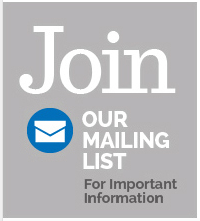 Join
OUR
MAILING
LIST
For Important
Information